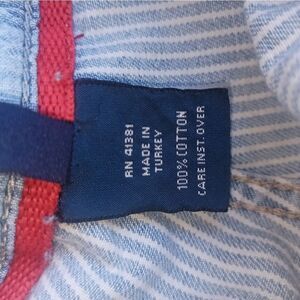 RN 41381
MADE IN
TURKEY
100% COTTON
CARE INST. OVER